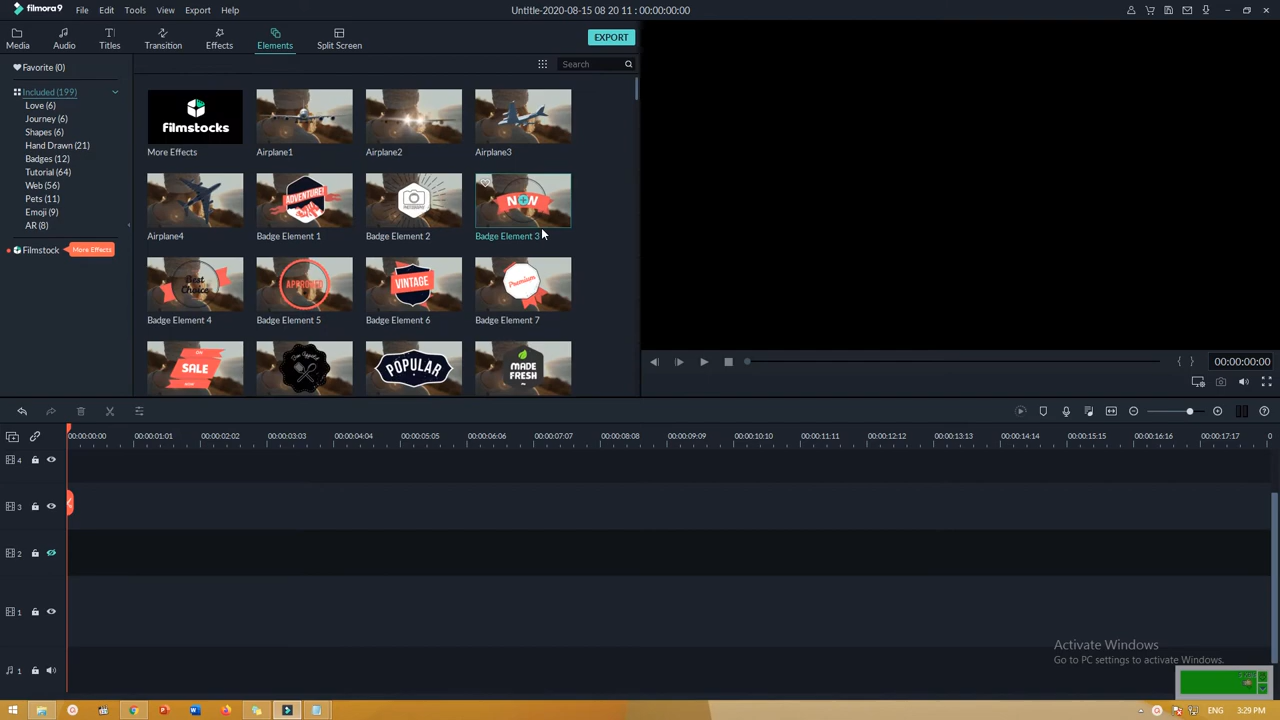 filmora9 File Edit Tools View Export Help Untitle-2020-08-15 08 20 11 : 00:00:00:00
Media Audio Titles Transition Effects Elements Split Screen EXPORT
Favorite (0)
Search
Included (199)
Love (6)
Journey (6)
Shapes (6)
Hand Drawn (21)
Badges (12)
Tutorial (64)
Web (56)
Pets (11)
Emoji (9)
AR (8)
Filmstock More Effects
filmstocks
More Effects Airplane1 Airplane2 Airplane3
ADVENTURE!
PHOTOGRAPHY
NOW
Airplane4 Badge Element 1 Badge Element 2 Badge Element 3
Best
Choice
APPROVED
VINTAGE
Premium
Badge Element 4 Badge Element 5 Badge Element 6 Badge Element 7
SALE
POPULAR
MADE
FRESH
{ } 00:00:00:00
00:00:00:00 00:00:01:01 00:00:02:02 00:00:03:03 00:00:04:04 00:00:05:05 00:00:06:06 00:00:07:07 00:00:08:08 00:00:09:09 00:00:10:10 00:00:11:11 00:00:12:12 00:00:13:13 00:00:14:14 00:00:15:15 00:00:16:16 00:00:17:17 0
4
3
2
1
1
Activate Windows
Go to PC settings to activate Windows.
ENG 3:29 PM